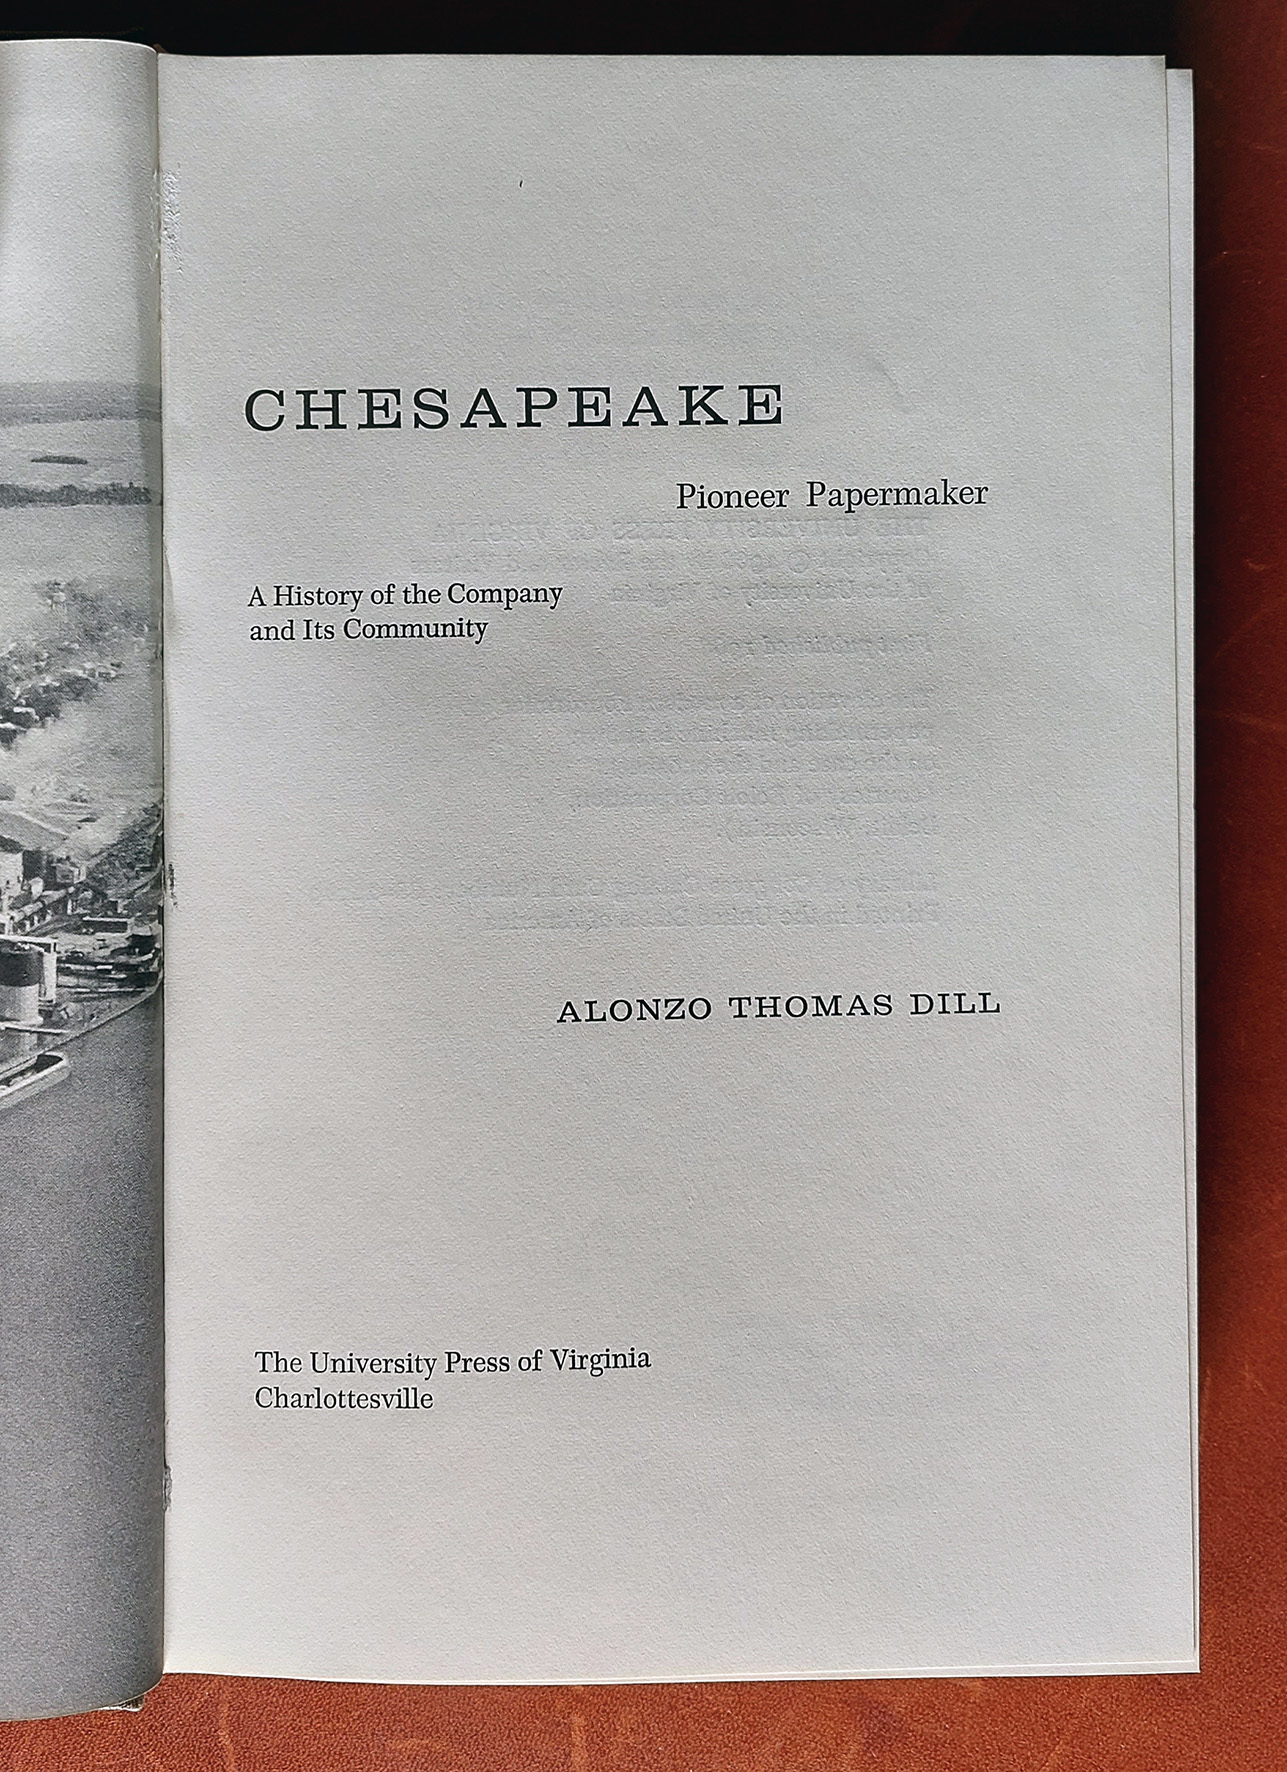 CHESAPEAKE
Pioneer Papermaker
A History of the Company
and Its Community
ALONZO THOMAS DILL
The University Press of Virginia
Charlottesville